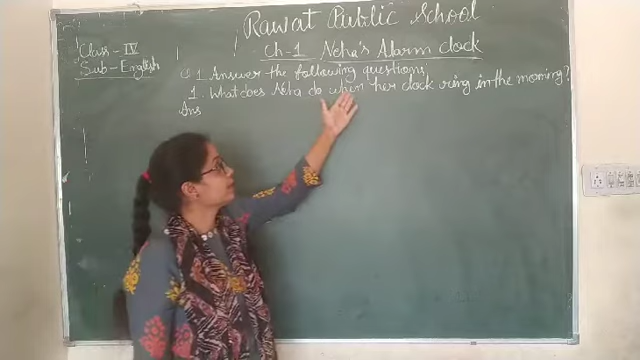 Rawat Public School
Class - IV
Ch-1 Neha's Alarm clock
Sub- English
Q.1 Answer the following questions,
1. What does Neha do when her clock ring in the morning?
Ans